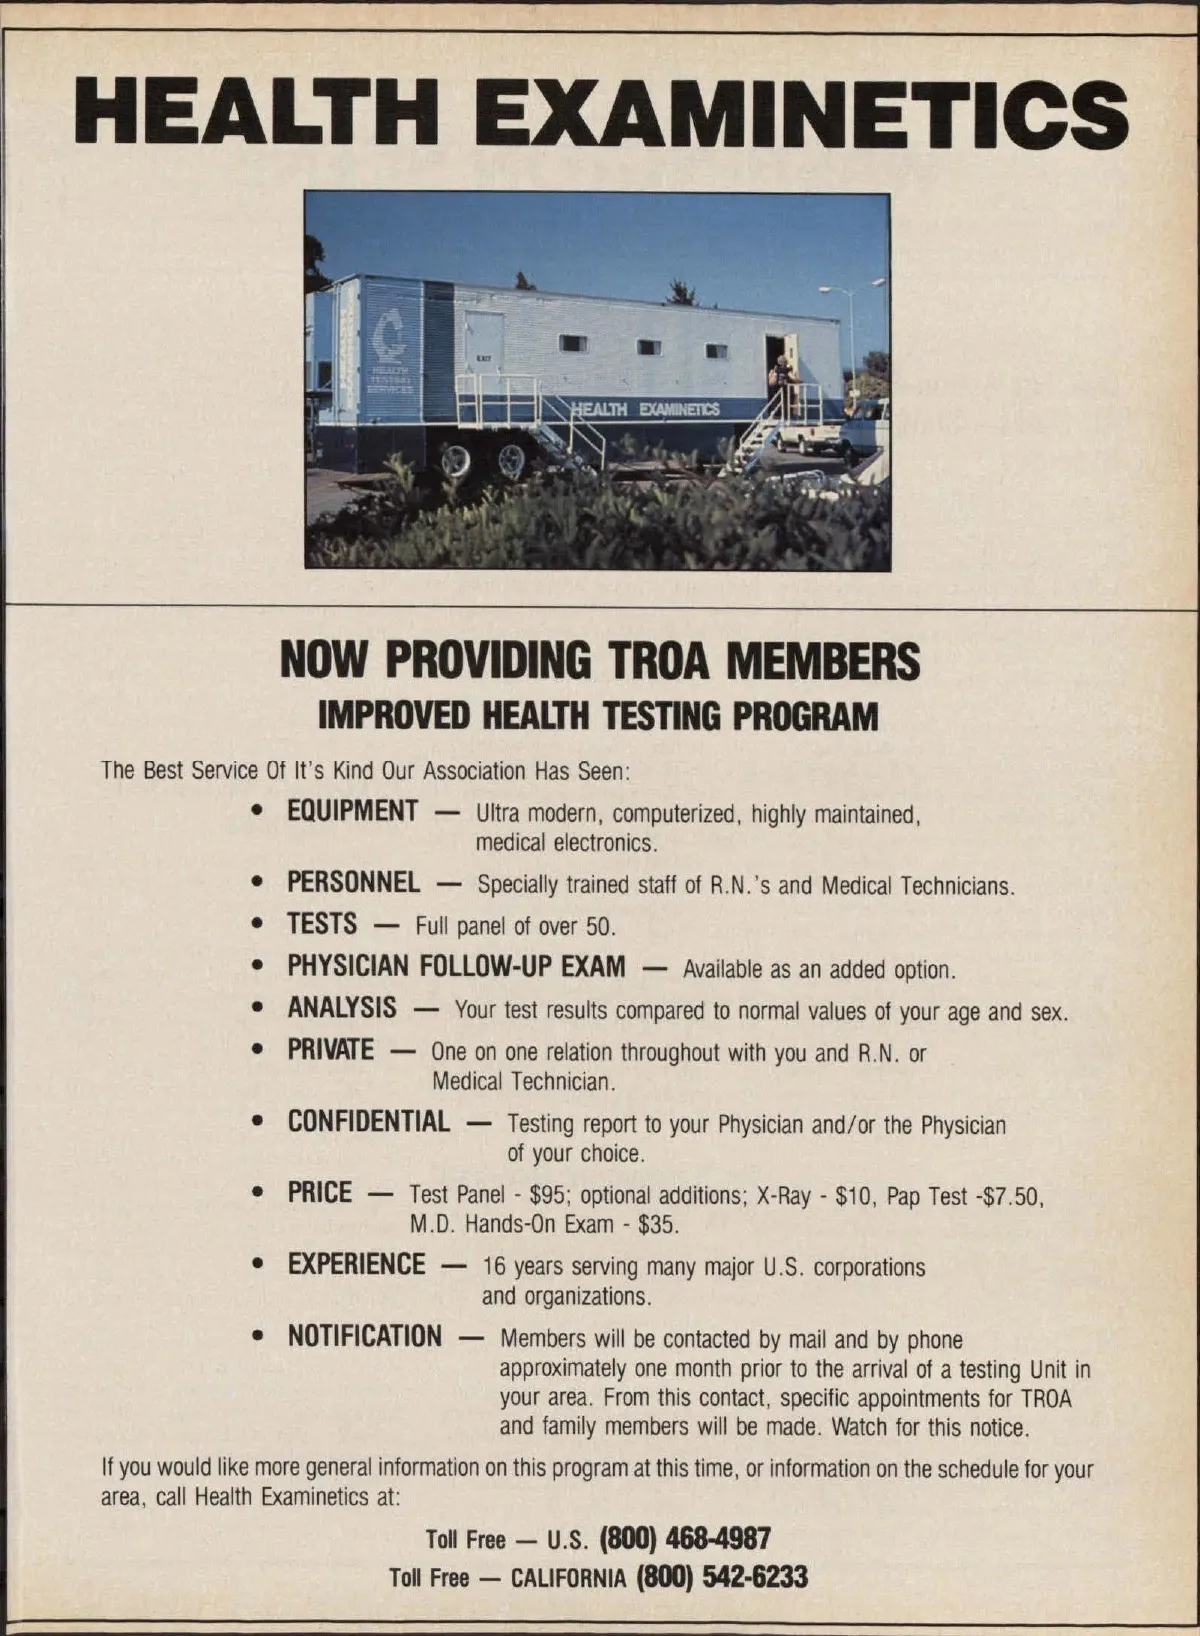 HEALTH EXAMINETICS
EXIT
HEALTH
TESTING
SERVICES
HEALTH EXAMINETICS
NOW PROVIDING TROA MEMBERS
IMPROVED HEALTH TESTING PROGRAM
The Best Service Of It's Kind Our Association Has Seen:
• EQUIPMENT — Ultra modern, computerized, highly maintained,
medical electronics.
• PERSONNEL — Specially trained staff of R.N.'s and Medical Technicians.
• TESTS — Full panel of over 50.
• PHYSICIAN FOLLOW-UP EXAM — Available as an added option.
• ANALYSIS — Your test results compared to normal values of your age and sex.
• PRIVATE — One on one relation throughout with you and R.N. or
Medical Technician.
• CONFIDENTIAL — Testing report to your Physician and/or the Physician
of your choice.
• PRICE — Test Panel - $95; optional additions; X-Ray - $10, Pap Test -$7.50,
M.D. Hands-On Exam - $35.
• EXPERIENCE — 16 years serving many major U.S. corporations
and organizations.
• NOTIFICATION — Members will be contacted by mail and by phone
approximately one month prior to the arrival of a testing Unit in
your area. From this contact, specific appointments for TROA
and family members will be made. Watch for this notice.
If you would like more general information on this program at this time, or information on the schedule for your
area, call Health Examinetics at:
Toll Free — U.S. (800) 468-4987
Toll Free — CALIFORNIA (800) 542-6233